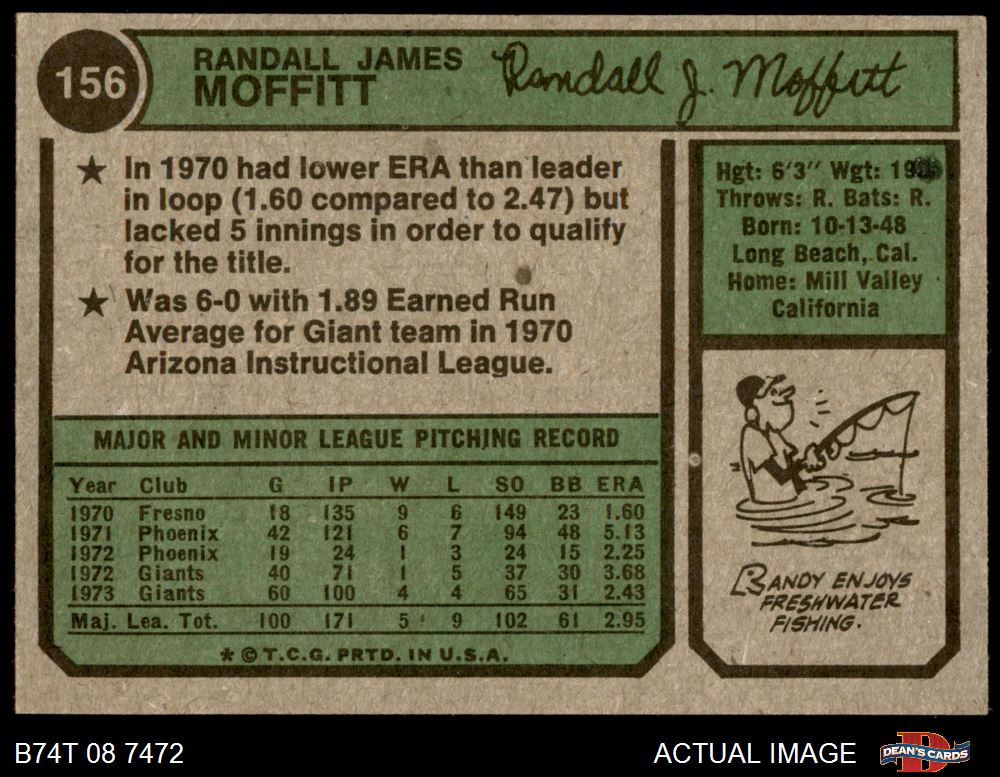 156
RANDALL JAMES
MOFFITT
Randall J. Moffitt
★ In 1970 had lower ERA than leader
in loop (1.60 compared to 2.47) but
lacked 5 innings in order to qualify
for the title.
★ Was 6-0 with 1.89 Earned Run
Average for Giant team in 1970
Arizona Instructional League.
Hgt: 6'3" Wgt:
Throws: R. Bats: R.
Born: 10-13-48
Long Beach, Cal.
Home: Mill Valley
California
MAJOR AND MINOR LEAGUE PITCHING RECORD
Year Club G IP W L SO BB ERA
1970 Fresno 18 135 9 6 149 23 1.60
1971 Phoenix 42 121 6 7 94 48 5.13
1972 Phoenix 19 24 1 3 24 15 2.25
1972 Giants 40 71 1 5 37 30 3.68
1973 Giants 60 100 4 4 65 31 2.43
Maj. Lea. Tot. 100 171 5 9 102 61 2.95
* © T.C.G. PRTD. IN U.S.A.
RANDY ENJOYS
FRESHWATER
FISHING.
B74T 08 7472
ACTUAL IMAGE
DEAN'S CARDS